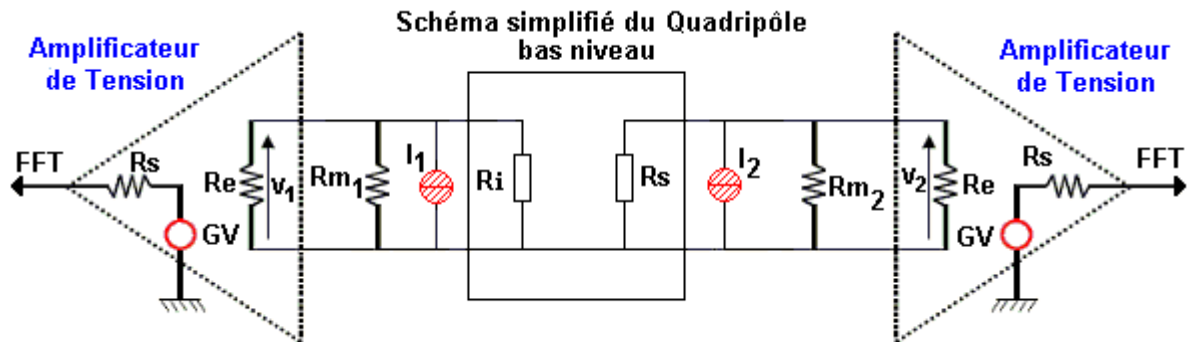 Schéma simplifié du Quadripôle
bas niveau
Amplificateur
de Tension
Amplificateur
de Tension
FFT
Rs
GV
Re
v1
Rm1
I1
Ri
Rs
I2
Rm2
v2
Re
GV
Rs
FFT